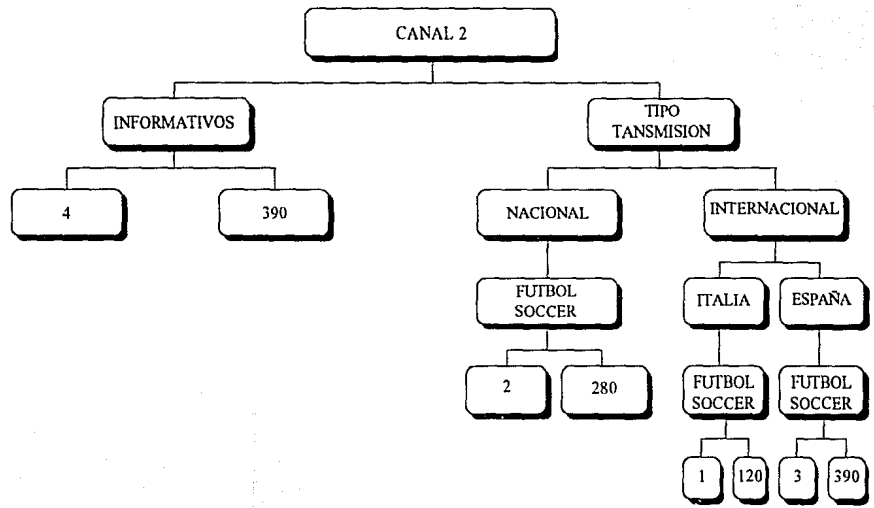 CANAL 2
INFORMATIVOS
TIPO
TANSMISION
4
390
NACIONAL
INTERNACIONAL
FUTBOL
SOCCER
ITALIA
ESPAÑA
2
280
FUTBOL
SOCCER
FUTBOL
SOCCER
1
120
3
390